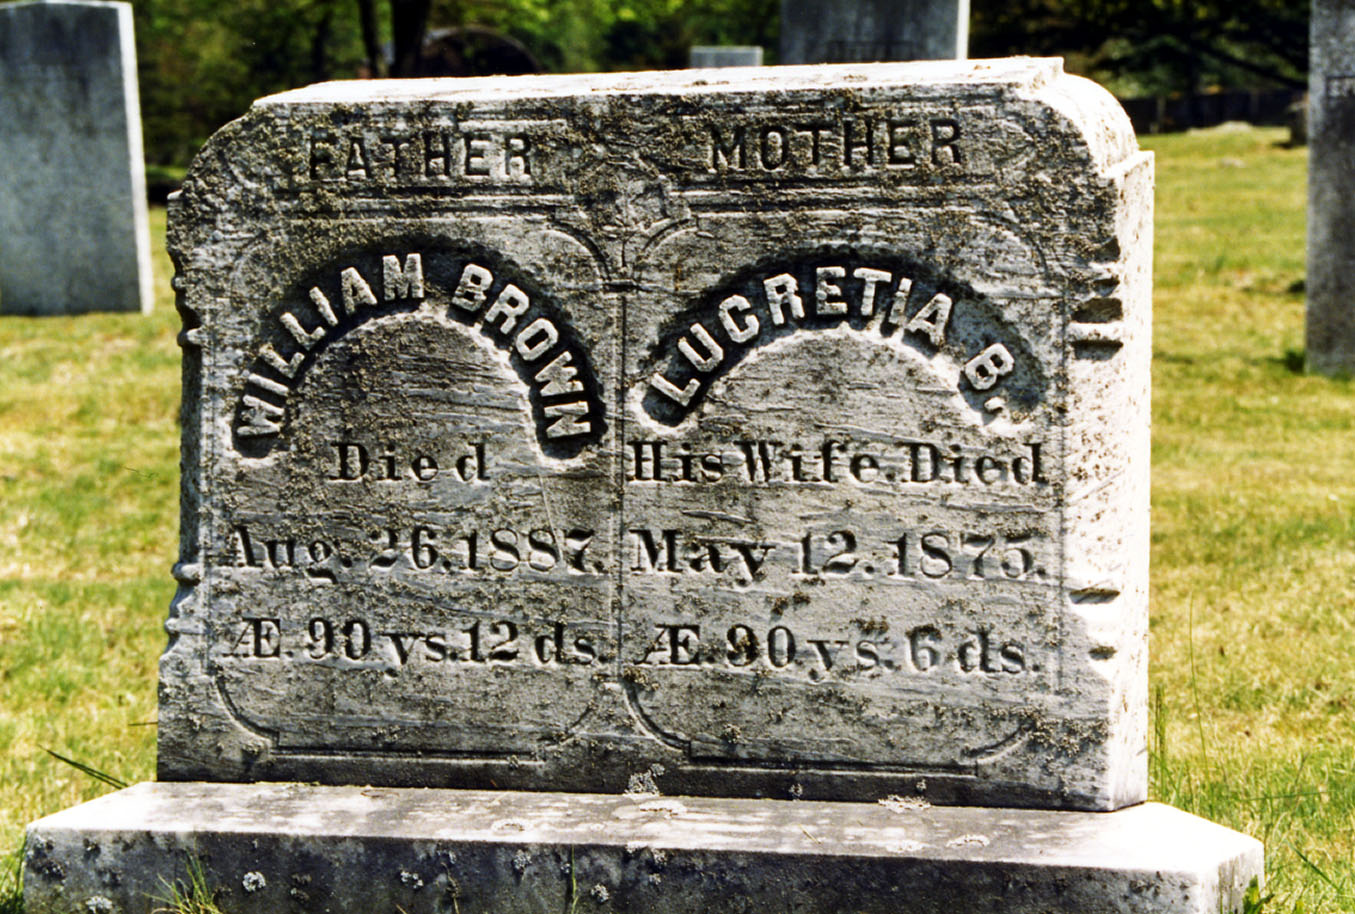 FATHER
WILLIAM BROWN
Died
Aug. 26. 1887.
Æ. 90 ys. 12 ds.
MOTHER
LUCRETIA B.
His Wife. Died
May 12. 1875.
Æ. 90 ys. 6 ds.